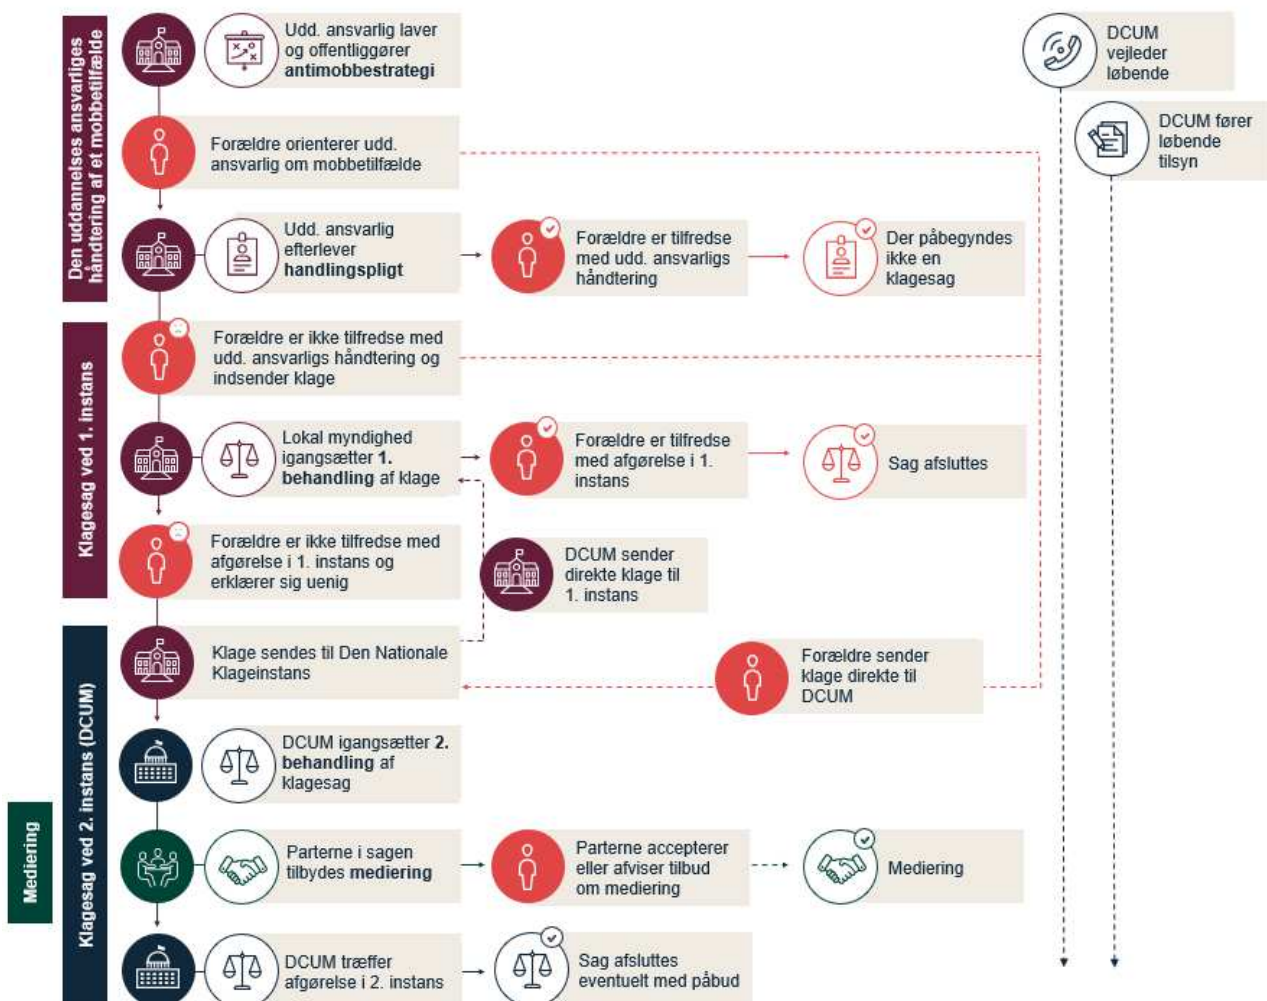 Den uddannelses ansvarliges
håndtering af et mobbetilfælde
Udd. ansvarlig laver
og offentliggører
antimobbestrategi
DCUM
vejleder
løbende
DCUM fører
løbende
tilsyn
Forældre orienterer udd.
ansvarlig om mobbetilfælde
Udd. ansvarlig
efterlever
handlingspligt
Forældre er tilfredse
med udd. ansvarligs
håndtering
Der påbegyndes
ikke en
klagesag
Klagesag ved 1. instans
Forældre er ikke tilfredse med
udd. ansvarligs håndtering og
indsender klage
Lokal myndighed
igangsætter 1.
behandling af klage
Forældre er tilfredse
med afgørelse i 1.
instans
Sag afsluttes
Forældre er ikke tilfredse med
afgørelse i 1. instans og
erklærer sig uenig
DCUM sender
direkte klage til
1. instans
Klagesag ved 2. instans (DCUM)
Klage sendes til Den Nationale
Klageinstans
Forældre sender
klage direkte til
DCUM
DCUM igangsætter 2.
behandling af
klagesag
Mediering
Parterne i sagen
tilbydes mediering
Parterne accepterer
eller afviser tilbud
om mediering
Mediering
DCUM træffer
afgørelse i 2. instans
Sag afsluttes
eventuelt med påbud